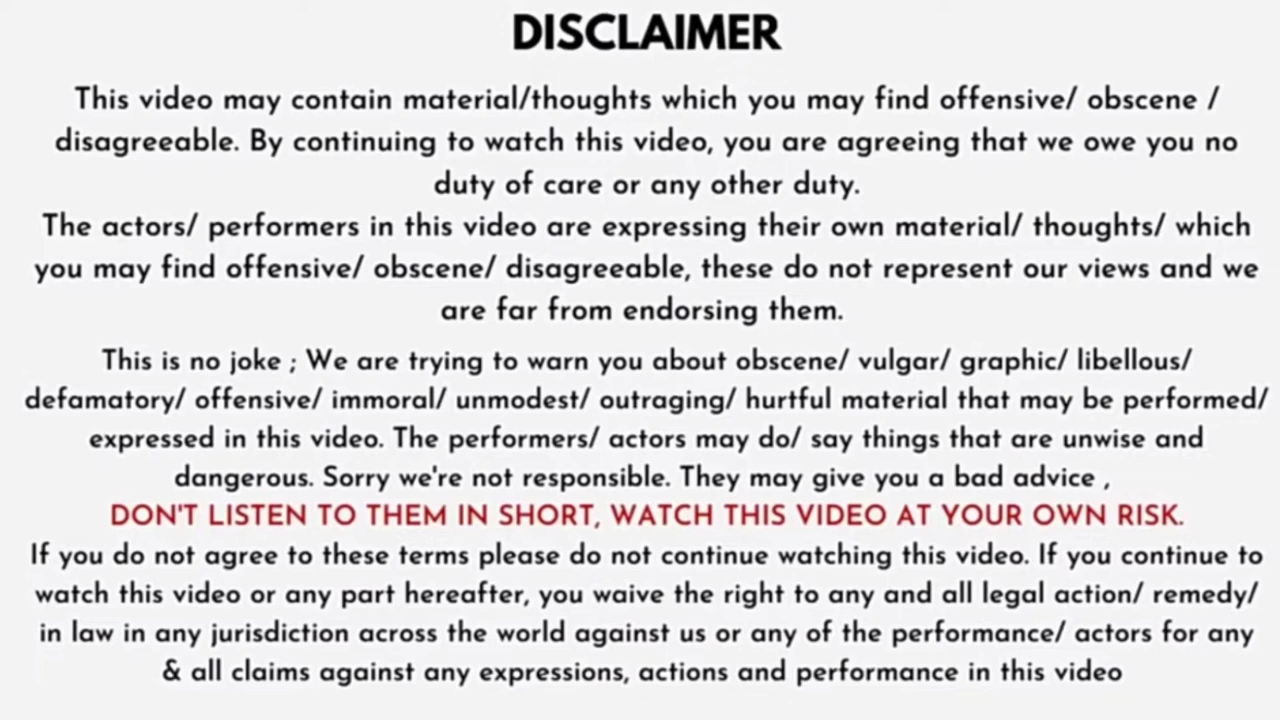 DISCLAIMER
This video may contain material/thoughts which you may find offensive/ obscene /
disagreeable. By continuing to watch this video, you are agreeing that we owe you no
duty of care or any other duty.
The actors/ performers in this video are expressing their own material/ thoughts/ which
you may find offensive/ obscene/ disagreeable, these do not represent our views and we
are far from endorsing them.
This is no joke ; We are trying to warn you about obscene/ vulgar/ graphic/ libellous/
defamatory/ offensive/ immoral/ unmodest/ outraging/ hurtful material that may be performed/
expressed in this video. The performers/ actors may do/ say things that are unwise and
dangerous. Sorry we're not responsible. They may give you a bad advice ,
DON'T LISTEN TO THEM IN SHORT, WATCH THIS VIDEO AT YOUR OWN RISK.
If you do not agree to these terms please do not continue watching this video. If you continue to
watch this video or any part hereafter, you waive the right to any and all legal action/ remedy/
in law in any jurisdiction across the world against us or any of the performance/ actors for any
& all claims against any expressions, actions and performance in this video